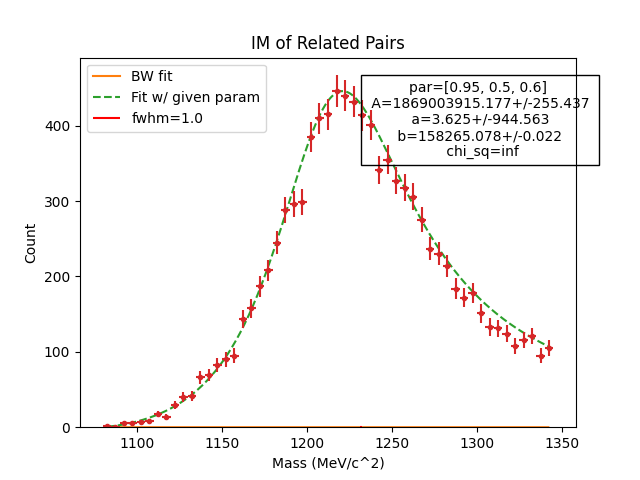 IM of Related Pairs
BW fit
Fit w/ given param
fwhm=1.0
par=[0.95, 0.5, 0.6]
A=1869003915.177+/-255.437
a=3.625+/-944.563
b=158265.078+/-0.022
chi_sq=inf
Count
400
300
200
100
0
1100 1150 1200 1250 1300 1350
Mass (MeV/c^2)